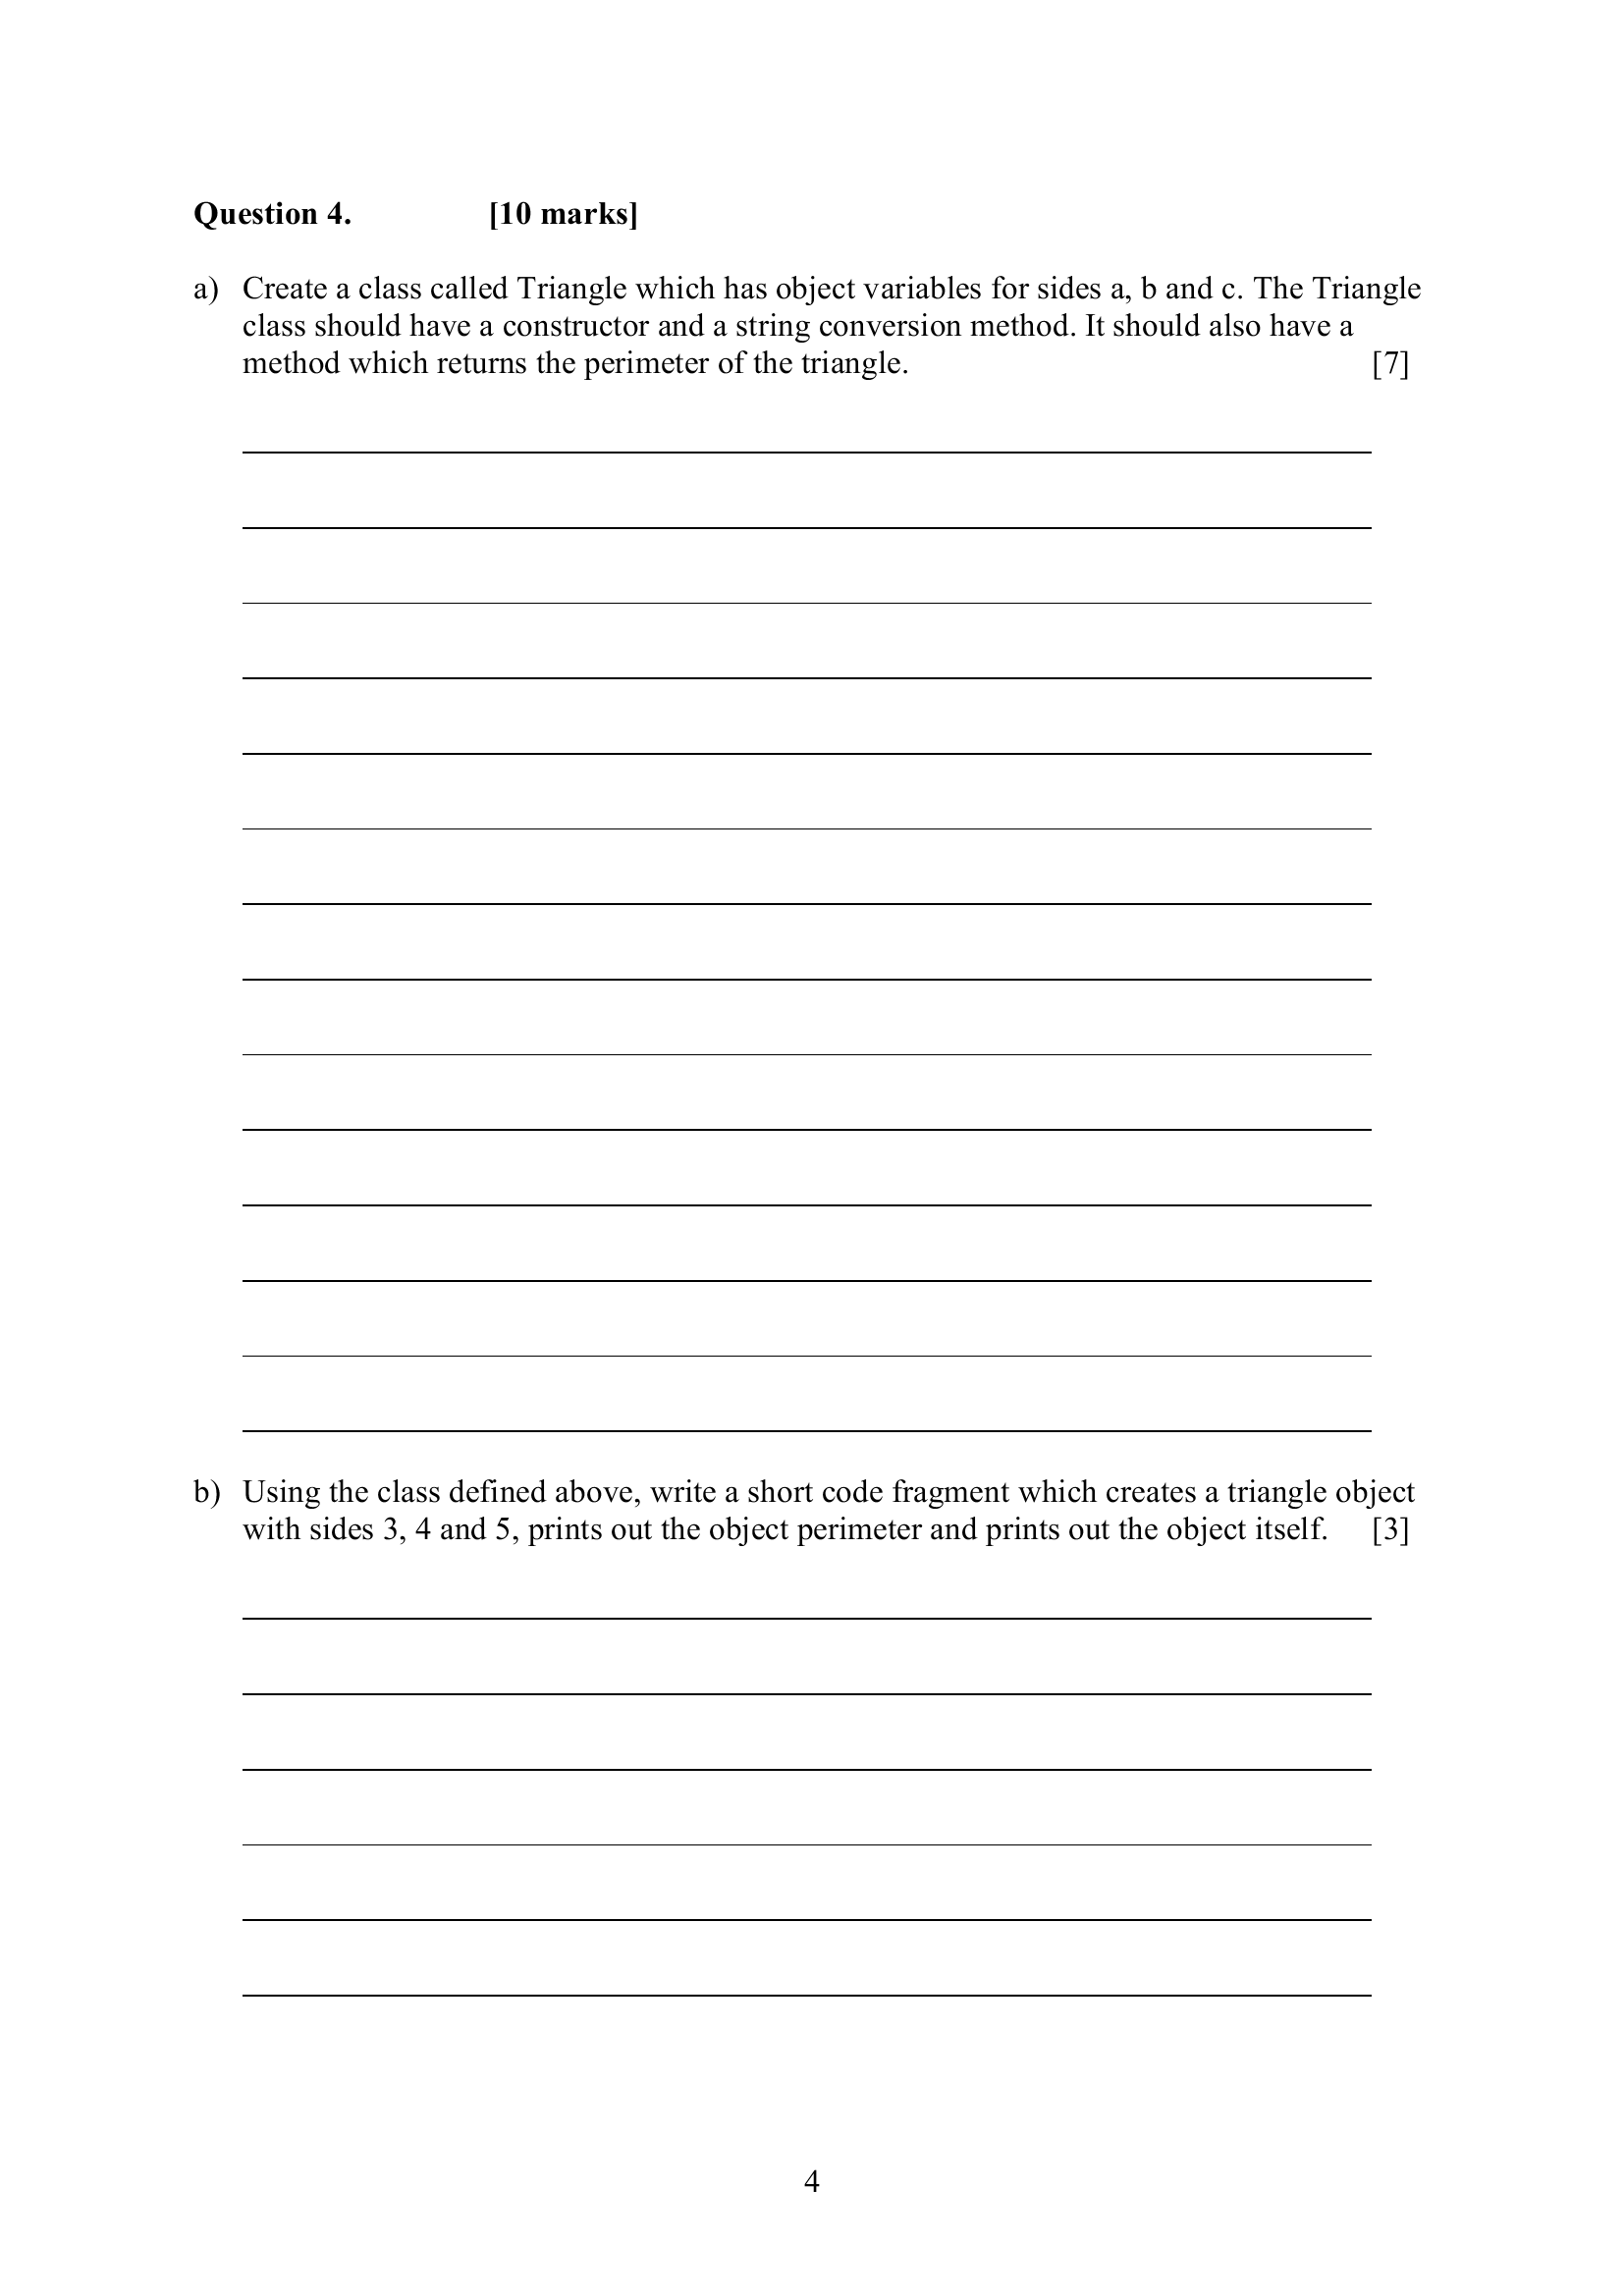 Question 4. [10 marks]
a) Create a class called Triangle which has object variables for sides a, b and c. The Triangle
class should have a constructor and a string conversion method. It should also have a
method which returns the perimeter of the triangle. [7]
b) Using the class defined above, write a short code fragment which creates a triangle object
with sides 3, 4 and 5, prints out the object perimeter and prints out the object itself. [3]
4